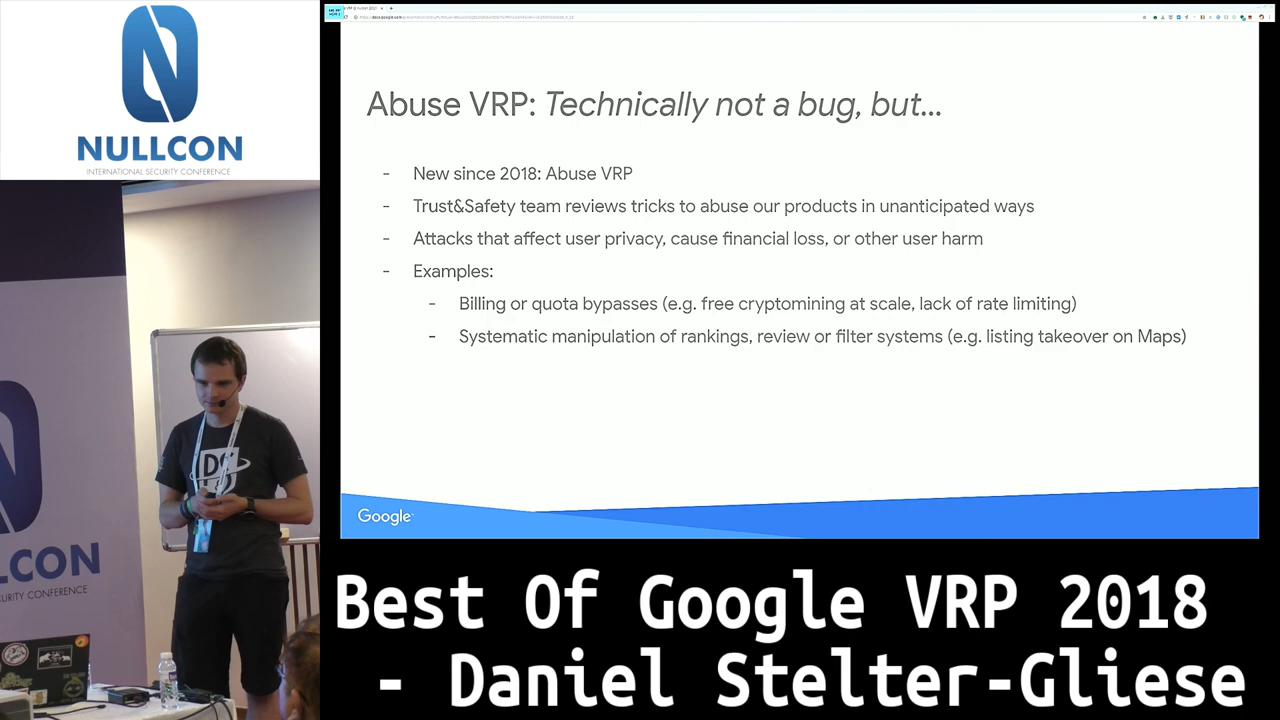 NULLCON
INTERNATIONAL SECURITY CONFERENCE
Abuse VRP: Technically not a bug, but...
- New since 2018: Abuse VRP
- Trust&Safety team reviews tricks to abuse our products in unanticipated ways
- Attacks that affect user privacy, cause financial loss, or other user harm
- Examples:
- Billing or quota bypasses (e.g. free cryptomining at scale, lack of rate limiting)
- Systematic manipulation of rankings, review or filter systems (e.g. listing takeover on Maps)
Google
LCON
CURITY CONFERENCE
Best Of Google VRP 2018
- Daniel Stelter-Gliese